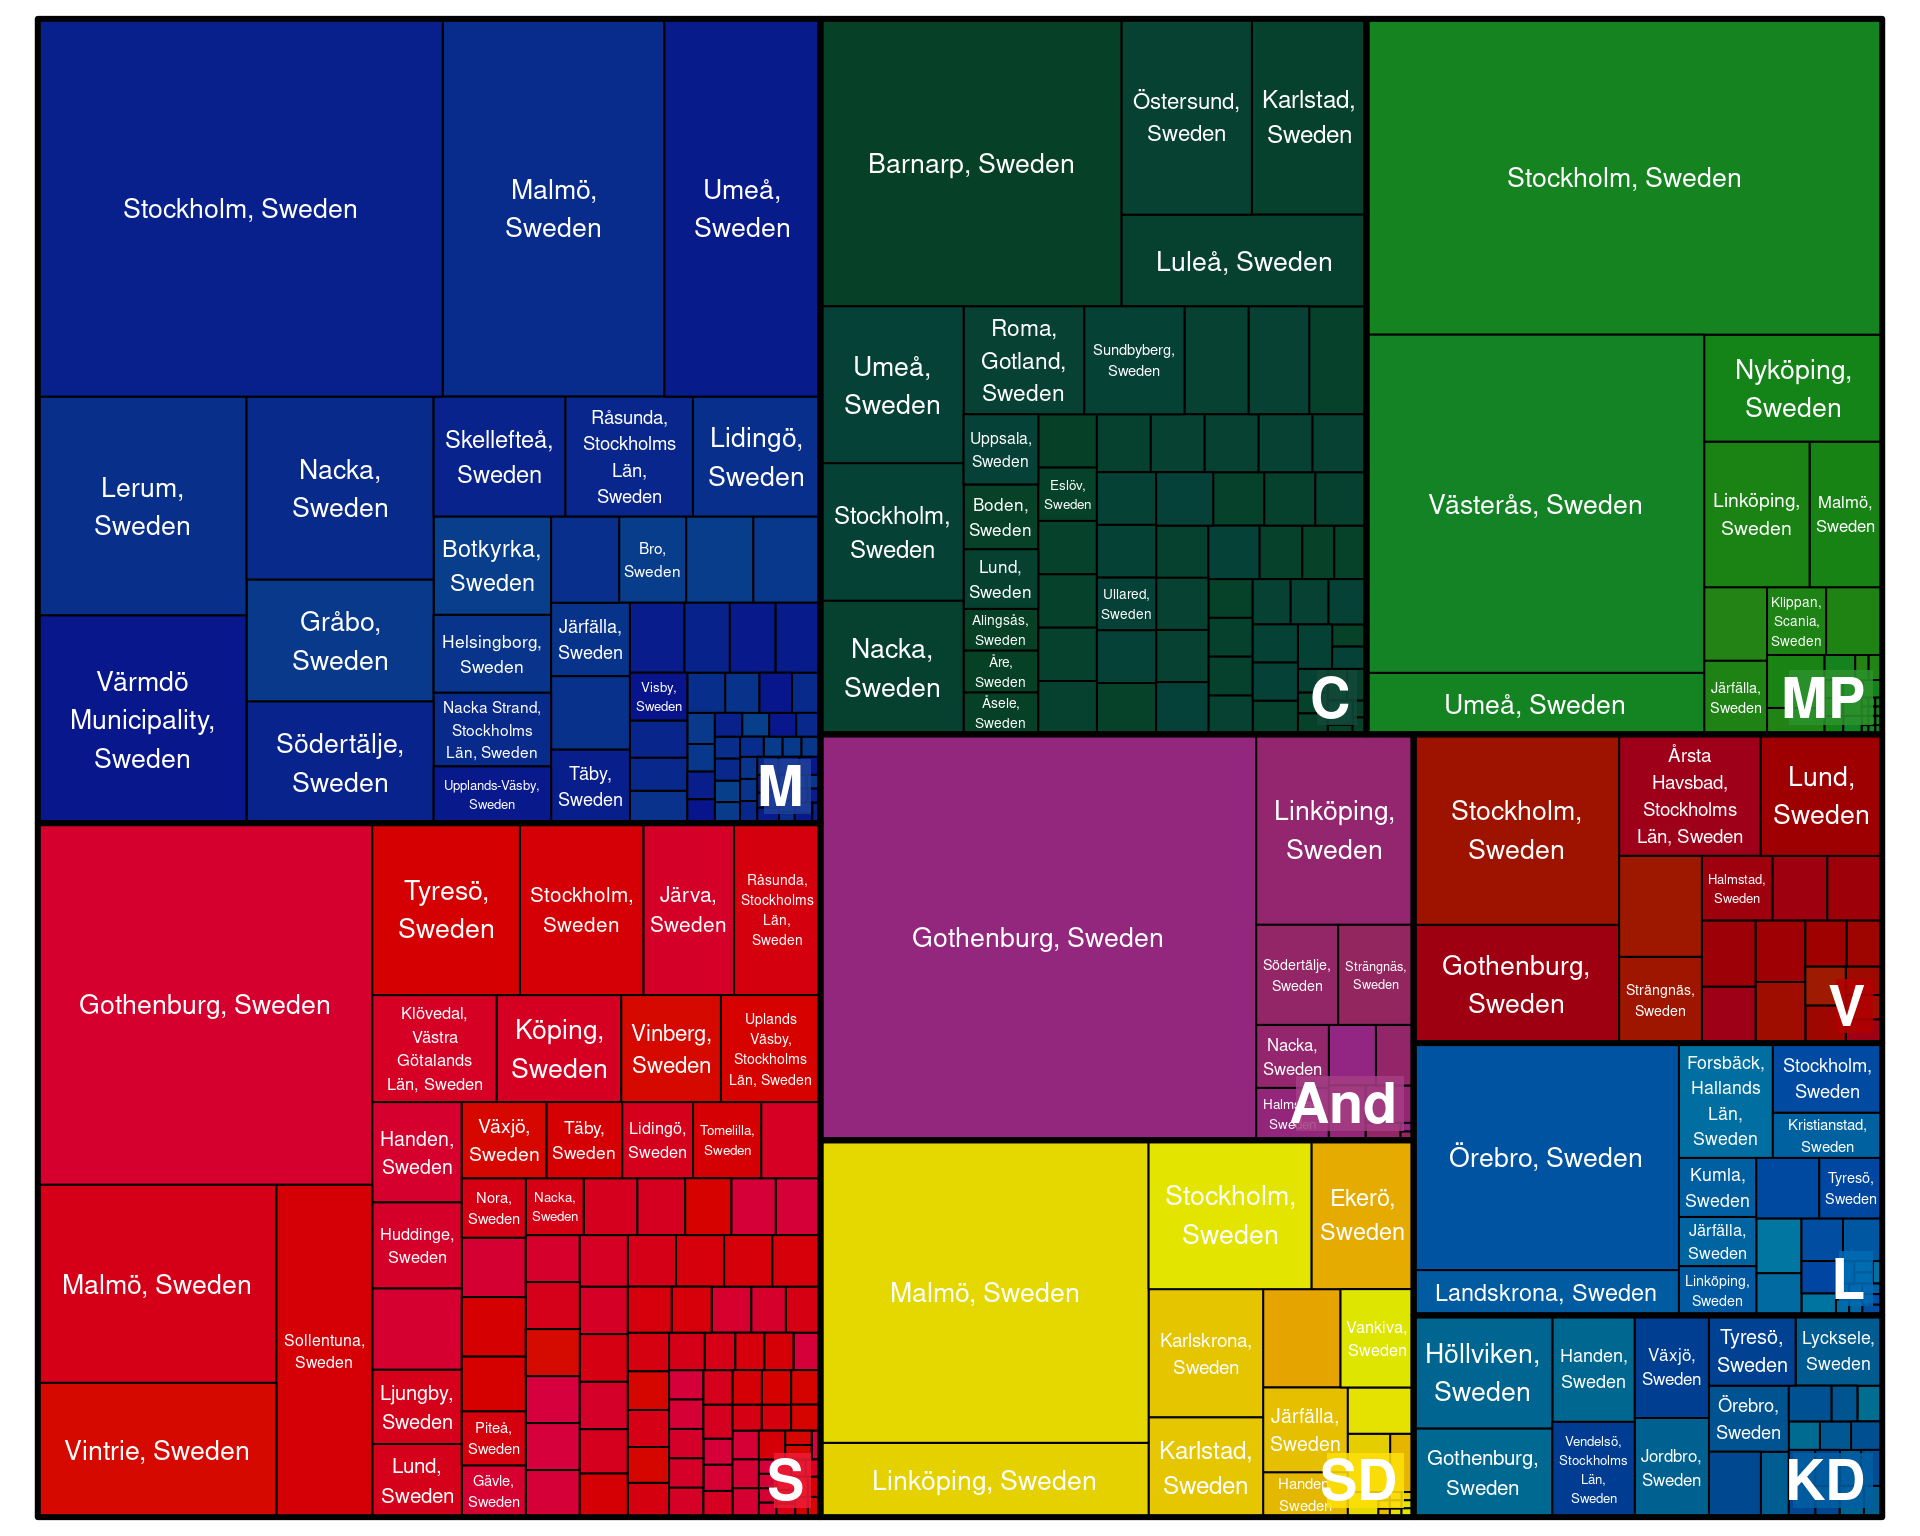 Stockholm, Sweden
Malmö,
Sweden
Umeå,
Sweden
Lerum,
Sweden
Nacka,
Sweden
Skellefteå,
Sweden
Råsunda,
Stockholms
Län,
Sweden
Lidingö,
Sweden
Botkyrka,
Sweden
Bro,
Sweden
Gråbo,
Sweden
Helsingborg,
Sweden
Järfälla,
Sweden
Värmdö
Municipality,
Sweden
Södertälje,
Sweden
Nacka Strand,
Stockholms
Län, Sweden
Visby,
Sweden
Upplands-Väsby,
Sweden
Täby,
Sweden
M
Barnarp, Sweden
Östersund,
Sweden
Karlstad,
Sweden
Luleå, Sweden
Umeå,
Sweden
Roma,
Gotland,
Sweden
Sundbyberg,
Sweden
Uppsala,
Sweden
Stockholm,
Sweden
Boden,
Sweden
Eslöv,
Sweden
Lund,
Sweden
Ullared,
Sweden
Alingsås,
Sweden
Nacka,
Sweden
Åre,
Sweden
Åsele,
Sweden
C
Stockholm, Sweden
Västerås, Sweden
Nyköping,
Sweden
Linköping,
Sweden
Malmö,
Sweden
Klippan,
Scania,
Sweden
Järfälla,
Sweden
Umeå, Sweden
MP
Gothenburg, Sweden
Tyresö,
Sweden
Stockholm,
Sweden
Järva,
Sweden
Råsunda,
Stockholms
Län,
Sweden
Klövedal,
Västra
Götalands
Län, Sweden
Köping,
Sweden
Vinberg,
Sweden
Uplands
Väsby,
Stockholms
Län, Sweden
Handen,
Sweden
Växjö,
Sweden
Täby,
Sweden
Lidingö,
Sweden
Tomelilla,
Sweden
Malmö, Sweden
Sollentuna,
Sweden
Huddinge,
Sweden
Nora,
Sweden
Nacka,
Sweden
Vintrie, Sweden
Ljungby,
Sweden
Piteå,
Sweden
Lund,
Sweden
Gävle,
Sweden
S
Gothenburg, Sweden
Linköping,
Sweden
Södertälje,
Sweden
Strängnäs,
Sweden
Nacka,
Sweden
And
Malmö, Sweden
Stockholm,
Sweden
Ekerö,
Sweden
Karlskrona,
Sweden
Vankiva,
Sweden
Järfälla,
Sweden
Linköping, Sweden
Karlstad,
Sweden
Handen,
Sweden
SD
Stockholm,
Sweden
Årsta
Havsbad,
Stockholms
Län, Sweden
Lund,
Sweden
Halmstad,
Sweden
Gothenburg,
Sweden
Strängnäs,
Sweden
V
Örebro, Sweden
Forsbäck,
Hallands
Län,
Sweden
Stockholm,
Sweden
Kristianstad,
Sweden
Kumla,
Sweden
Tyresö,
Sweden
Järfälla,
Sweden
Landskrona, Sweden
Linköping,
Sweden
L
Höllviken,
Sweden
Handen,
Sweden
Växjö,
Sweden
Tyresö,
Sweden
Lycksele,
Sweden
Örebro,
Sweden
Gothenburg,
Sweden
Vendelsö,
Stockholms
Län,
Sweden
Jordbro,
Sweden
KD